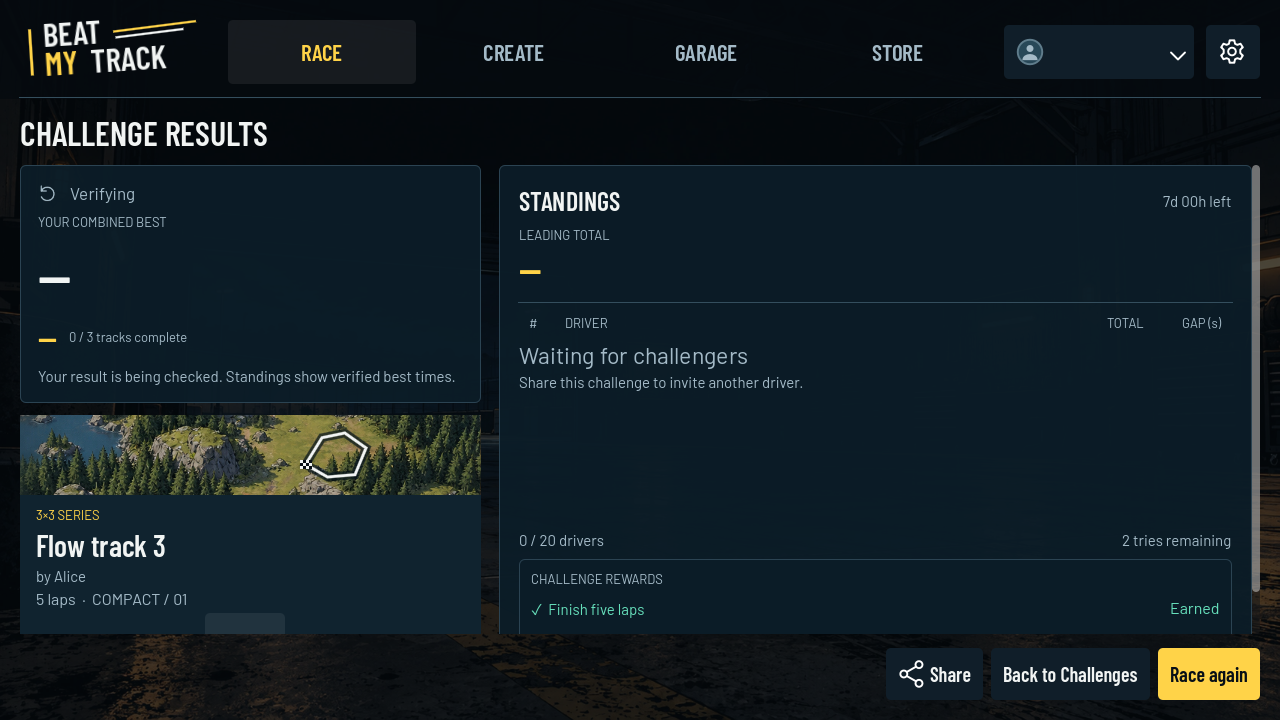 BEAT
MY TRACK
RACE
CREATE
GARAGE
STORE
CHALLENGE RESULTS
Verifying
YOUR COMBINED BEST
—
— 0 / 3 tracks complete
Your result is being checked. Standings show verified best times.
3×3 SERIES
Flow track 3
by Alice
5 laps · COMPACT / 01
STANDINGS
7d 00h left
LEADING TOTAL
—
# DRIVER TOTAL GAP (s)
Waiting for challengers
Share this challenge to invite another driver.
0 / 20 drivers
2 tries remaining
CHALLENGE REWARDS
✓ Finish five laps
Earned
Share
Back to Challenges
Race again